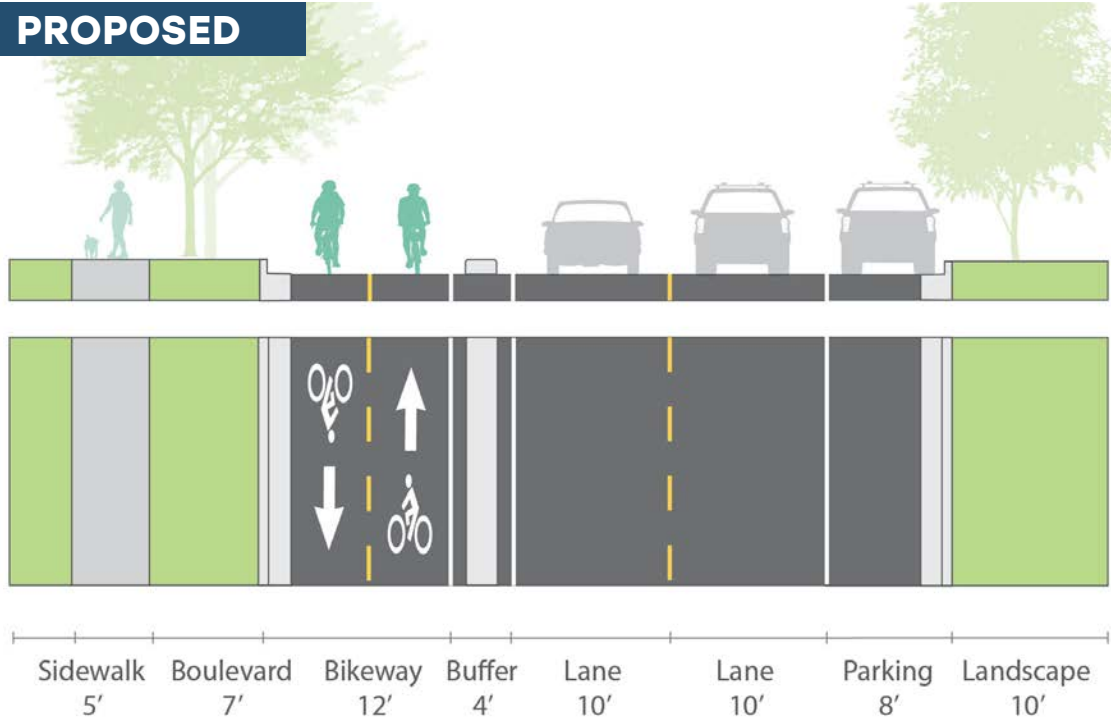 PROPOSED
Sidewalk Boulevard Bikeway Buffer Lane Lane Parking Landscape
5' 7' 12' 4' 10' 10' 8' 10'